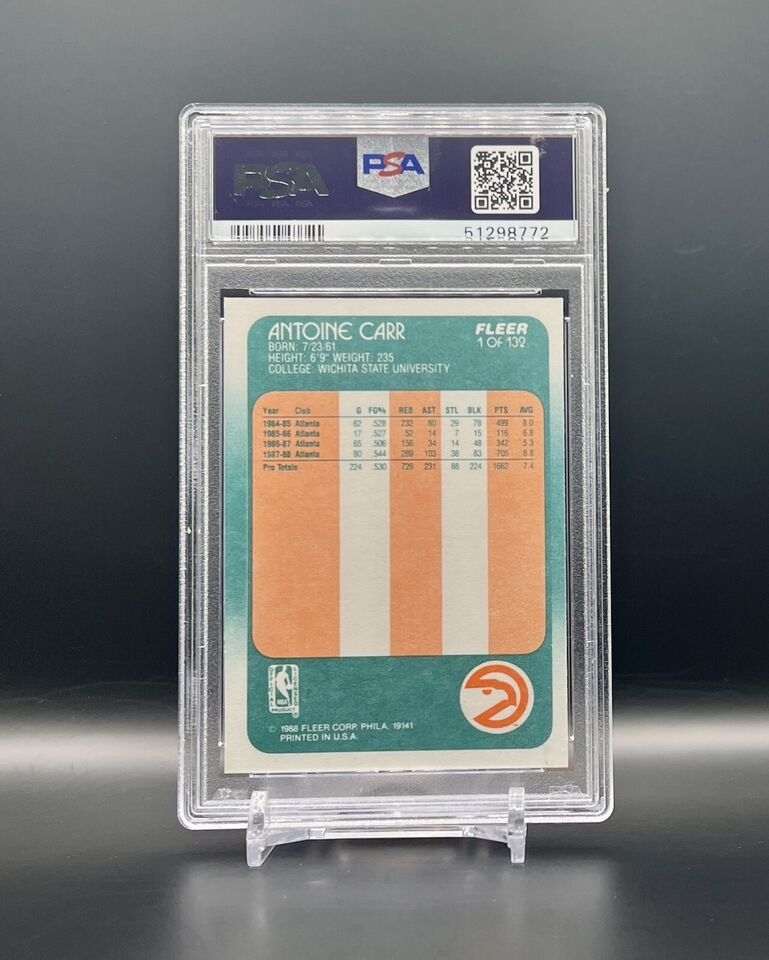 PSA
PSA
51298772
ANTOINE CARR
BORN: 7/23/61
HEIGHT: 6'9" WEIGHT: 235
COLLEGE: WICHITA STATE UNIVERSITY
FLEER
1 OF 132
Year Club G FG% REB AST STL BLK PTS AVG
1984-85 Atlanta 62 .528 232 80 29 78 499 8.0
1985-86 Atlanta 17 .527 52 14 7 15 116 6.8
1986-87 Atlanta 65 .506 156 34 14 48 342 5.3
1987-88 Atlanta 80 .544 289 103 38 83 705 8.8
Pro Totals 224 .530 729 231 88 224 1662 7.4
OFFICIAL NBA LICENSED
PRODUCT
© 1988 FLEER CORP. PHILA. 19141
PRINTED IN U.S.A.
PSA